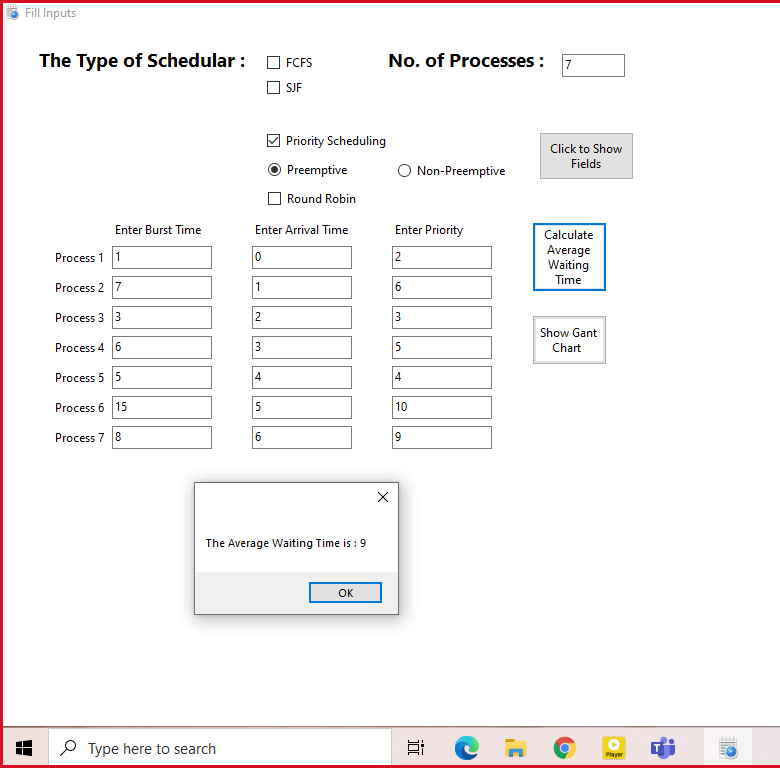 Fill Inputs
The Type of Schedular :
FCFS
No. of Processes :
7
SJF
Priority Scheduling
Preemptive
Non-Preemptive
Click to Show
Fields
Round Robin
Enter Burst Time
Enter Arrival Time
Enter Priority
Process 1 1 0 2
Process 2 7 1 6
Process 3 3 2 3
Process 4 6 3 5
Process 5 5 4 4
Process 6 15 5 10
Process 7 8 6 9
Calculate
Average
Waiting
Time
Show Gant
Chart
The Average Waiting Time is : 9
OK
Type here to search
Player
T